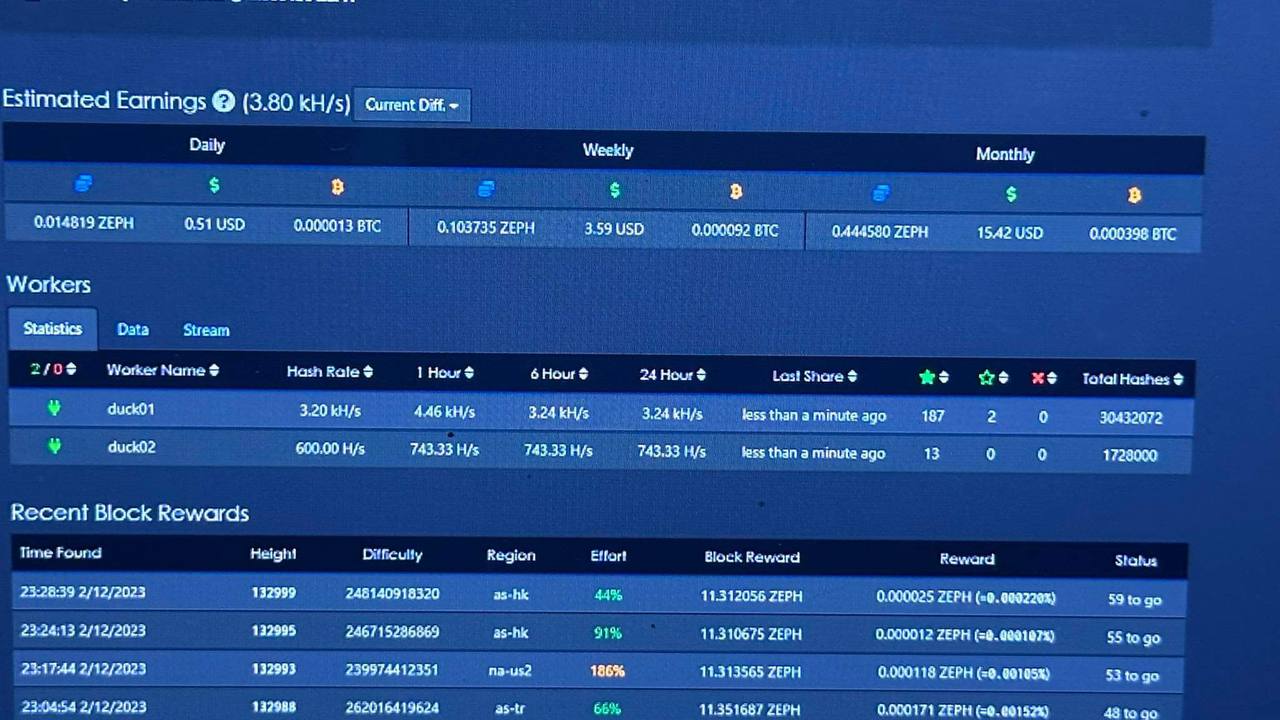 Estimated Earnings ? (3.80 kH/s) Current Diff.
Daily Weekly Monthly
$ ₿ $ ₿ $ ₿
0.014819 ZEPH 0.51 USD 0.000013 BTC 0.103735 ZEPH 3.59 USD 0.000092 BTC 0.444580 ZEPH 15.42 USD 0.000398 BTC
Workers
Statistics Data Stream
2 / 0 Worker Name Hash Rate 1 Hour 6 Hour 24 Hour Last Share Total Hashes
duck01 3.20 kH/s 4.46 kH/s 3.24 kH/s 3.24 kH/s less than a minute ago 187 2 0 30432072
duck02 600.00 H/s 743.33 H/s 743.33 H/s 743.33 H/s less than a minute ago 13 0 0 1728000
Recent Block Rewards
Time Found Height Difficulty Region Effort Block Reward Reward Status
23:28:39 2/12/2023 132999 248140918320 as-hk 44% 11.312056 ZEPH 0.000025 ZEPH (=0.000220%) 59 to go
23:24:13 2/12/2023 132995 246715286869 as-hk 91% 11.310675 ZEPH 0.000012 ZEPH (=0.000107%) 55 to go
23:17:44 2/12/2023 132993 239974412351 na-us2 186% 11.313565 ZEPH 0.000118 ZEPH (=0.00105%) 53 to go
23:04:54 2/12/2023 132988 262016419624 as-tr 66% 11.351687 ZEPH 0.000171 ZEPH (=0.00152%) 48 to go